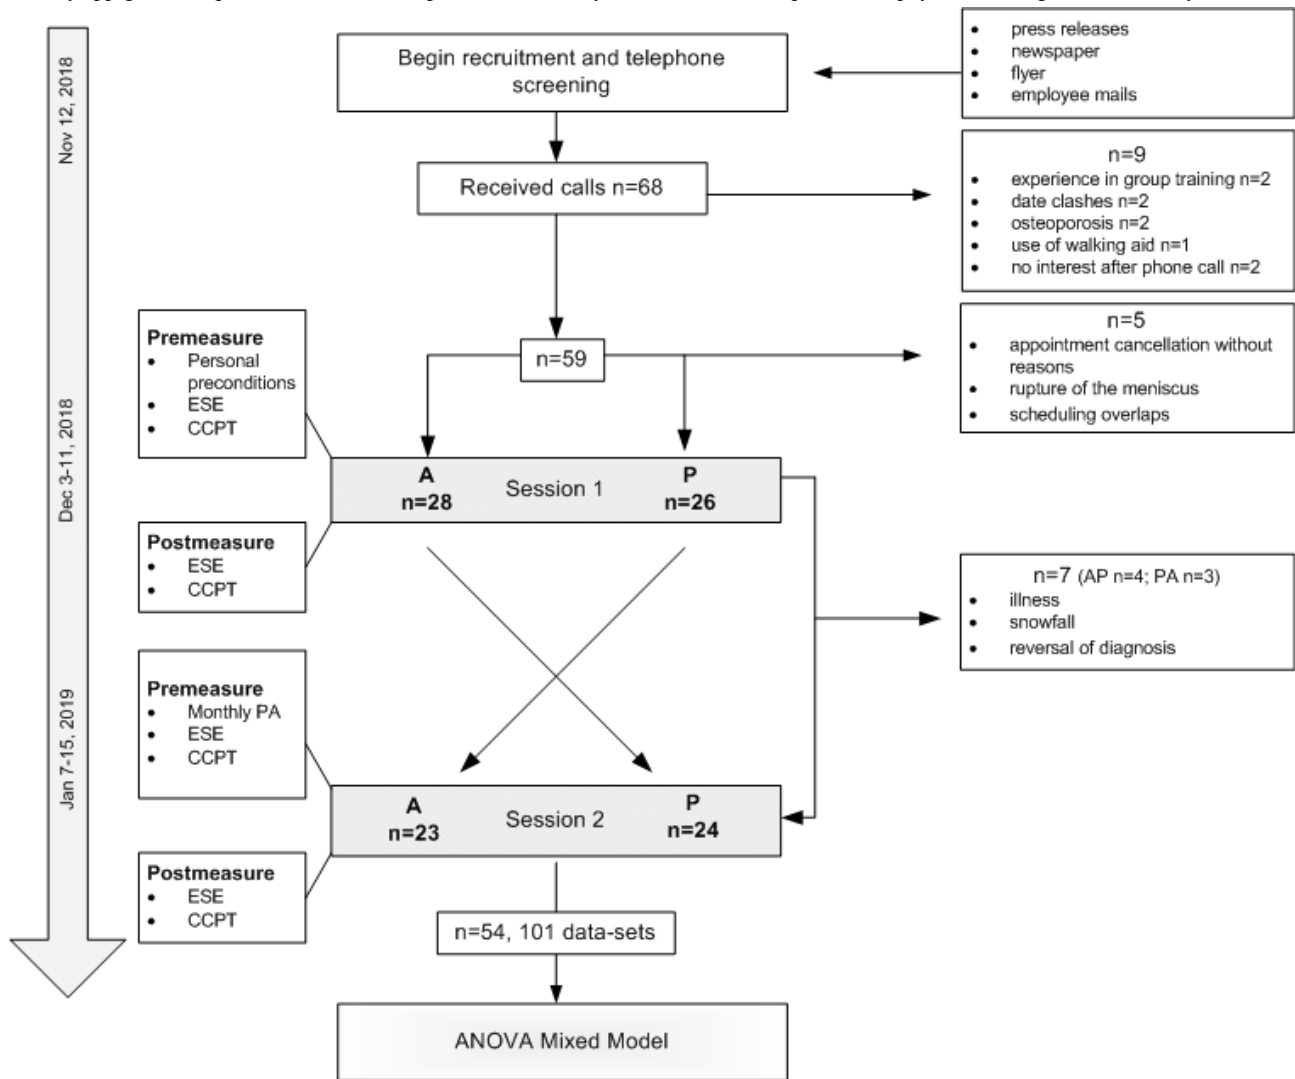 Nov 12, 2018
Dec 3-11, 2018
Jan 7-15, 2019
Begin recruitment and telephone
screening
• press releases
• newspaper
• flyer
• employee mails
Received calls n=68
n=9
• experience in group training n=2
• date clashes n=2
• osteoporosis n=2
• use of walking aid n=1
• no interest after phone call n=2
n=59
n=5
• appointment cancellation without
reasons
• rupture of the meniscus
• scheduling overlaps
Premeasure
• Personal
preconditions
• ESE
• CCPT
A
n=28
Session 1
P
n=26
Postmeasure
• ESE
• CCPT
n=7 (AP n=4; PA n=3)
• illness
• snowfall
• reversal of diagnosis
Premeasure
• Monthly PA
• ESE
• CCPT
A
n=23
Session 2
P
n=24
Postmeasure
• ESE
• CCPT
n=54, 101 data-sets
ANOVA Mixed Model